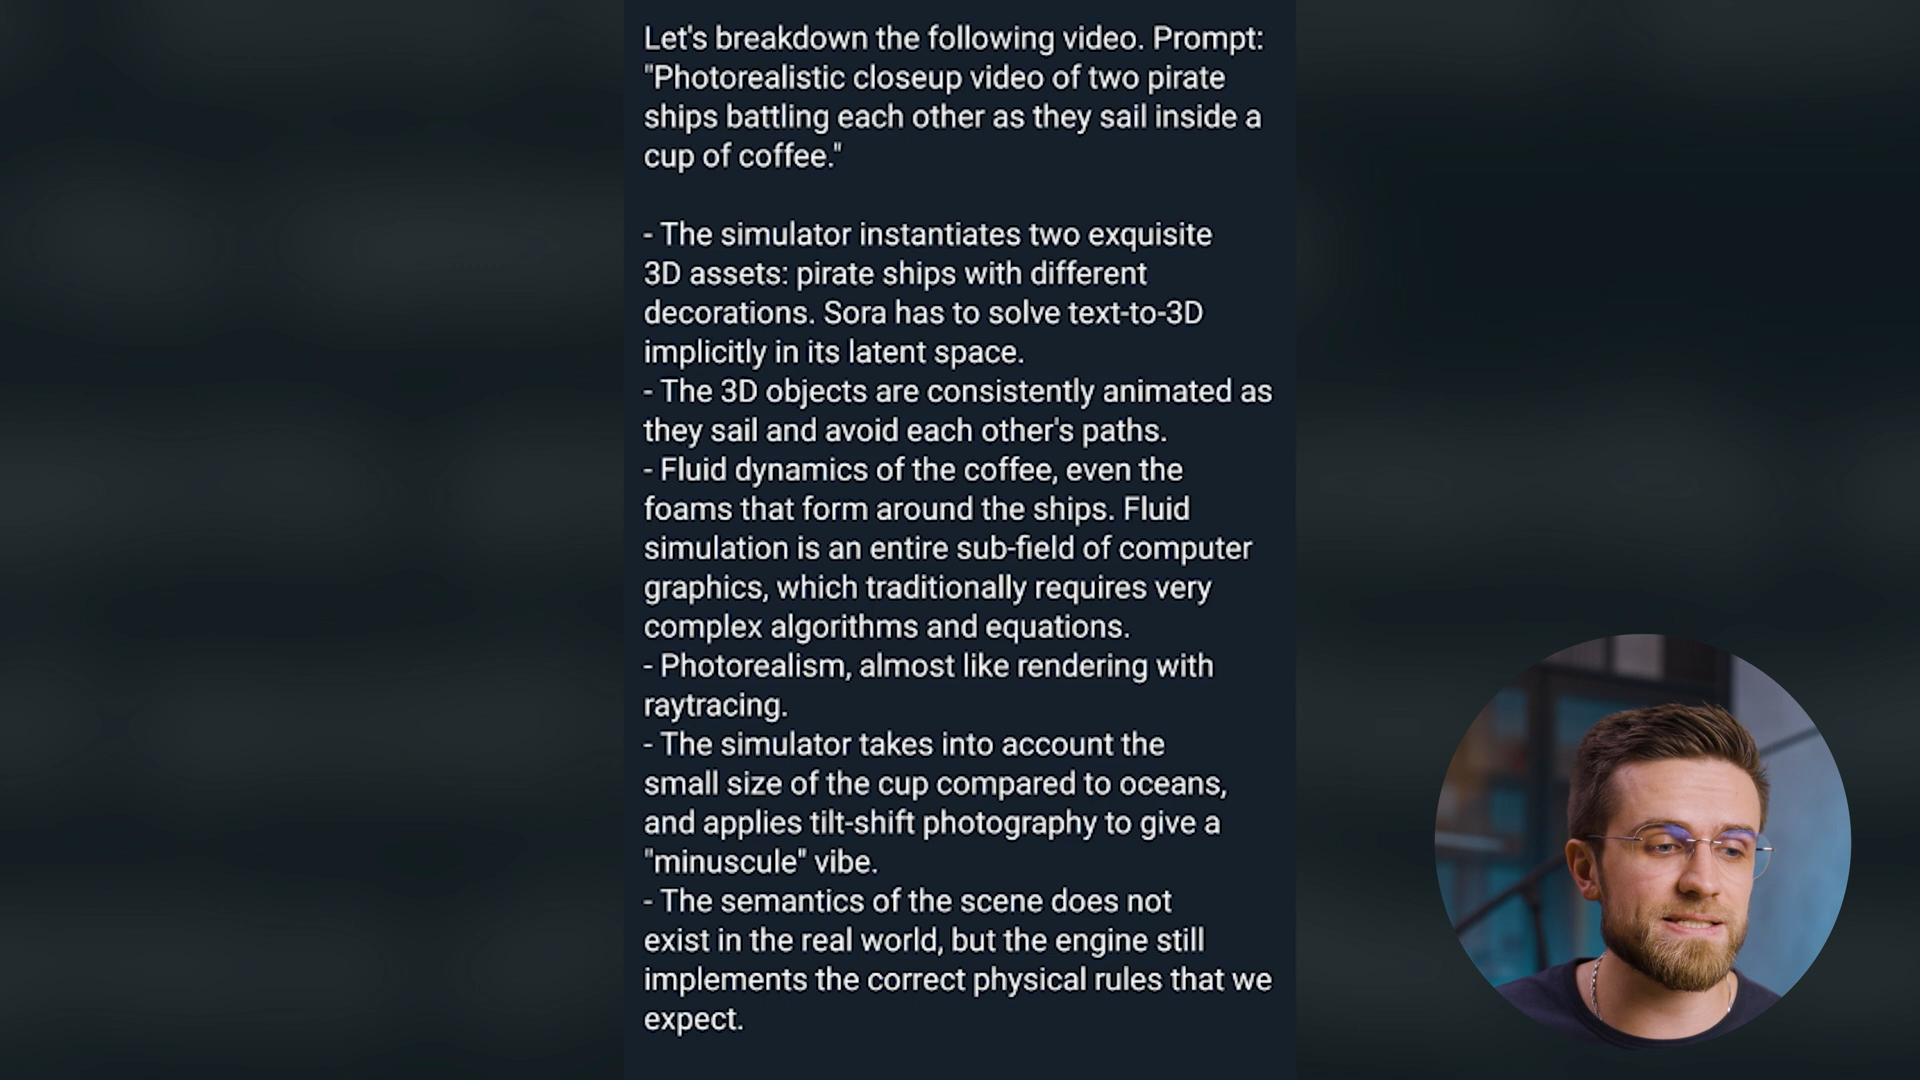 Let's breakdown the following video. Prompt:
"Photorealistic closeup video of two pirate
ships battling each other as they sail inside a
cup of coffee."
- The simulator instantiates two exquisite
3D assets: pirate ships with different
decorations. Sora has to solve text-to-3D
implicitly in its latent space.
- The 3D objects are consistently animated as
they sail and avoid each other's paths.
- Fluid dynamics of the coffee, even the
foams that form around the ships. Fluid
simulation is an entire sub-field of computer
graphics, which traditionally requires very
complex algorithms and equations.
- Photorealism, almost like rendering with
raytracing.
- The simulator takes into account the
small size of the cup compared to oceans,
and applies tilt-shift photography to give a
"minuscule" vibe.
- The semantics of the scene does not
exist in the real world, but the engine still
implements the correct physical rules that we
expect.